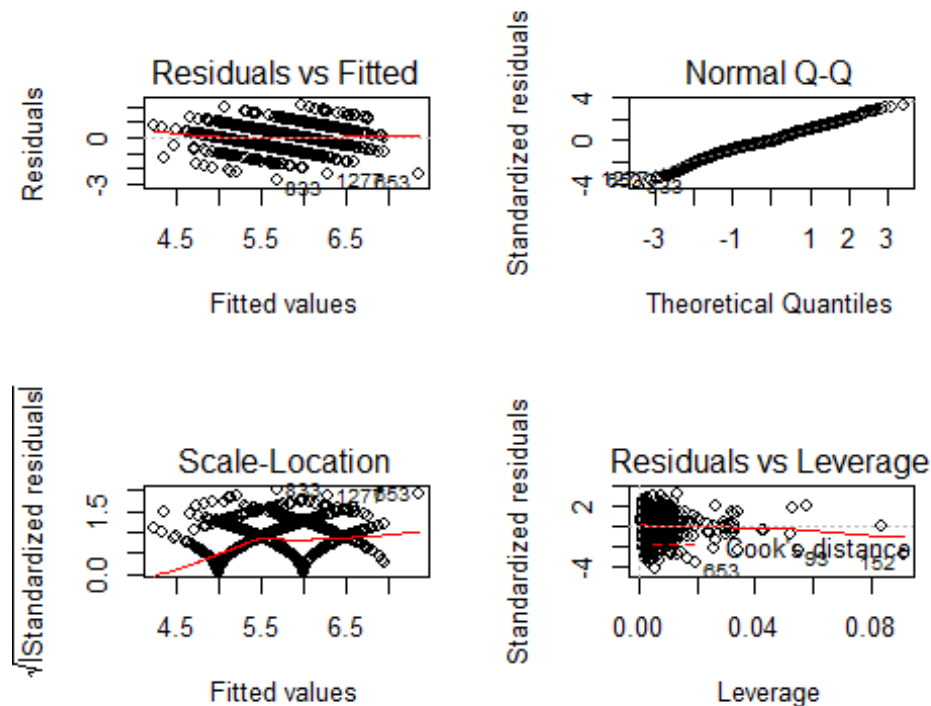 Residuals vs Fitted
Residuals
0
-3
833
1277
653
4.5 5.5 6.5
Fitted values
Normal Q-Q
Standardized residuals
4
0
-4
-3 -1 1 2 3
Theoretical Quantiles
Scale-Location
√|Standardized residuals|
1.5
0.0
833
1277
653
4.5 5.5 6.5
Fitted values
Residuals vs Leverage
Standardized residuals
2
-4
Cook's distance
653
93
152
0.00 0.04 0.08
Leverage